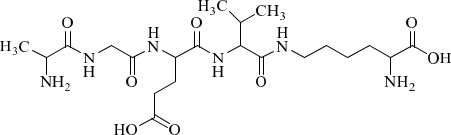 H₃C CH₃
O H O H O
H₃C N N N OH
NH₂ H O N O NH₂
H
HO O